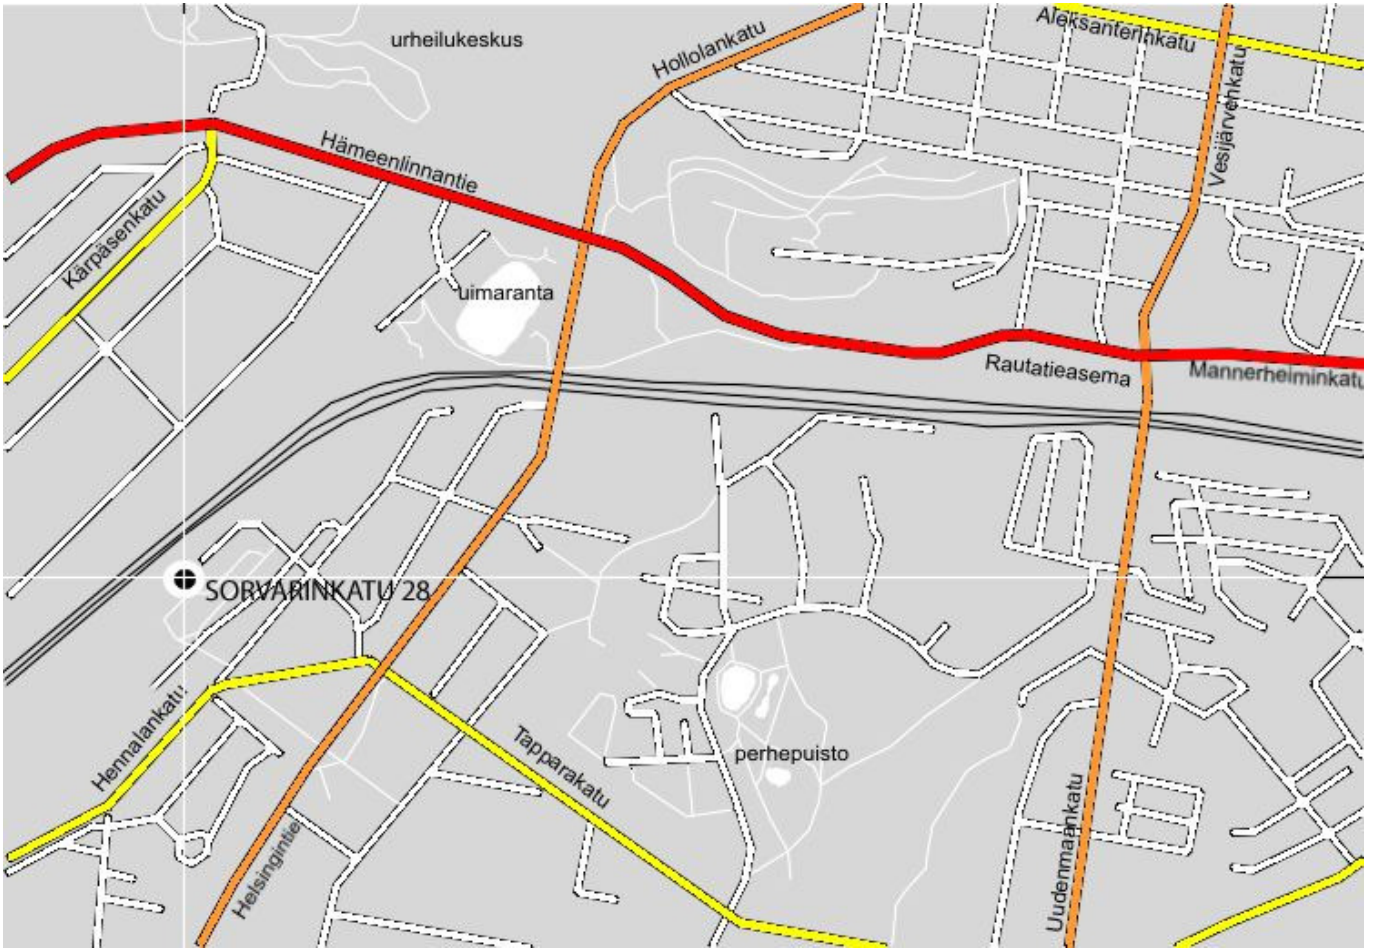 Aleksanterinkatu
urheilukeskus
Hollolankatu
Vesijärvenkatu
Hämeenlinnantie
Kärpäsenkatu
uimaranta
Rautatieasema
Mannerheiminkatu
SORVARINKATU 28
Hennalankatu
Tapparakatu
perhepuisto
Helsingintie
Uudenmaankatu